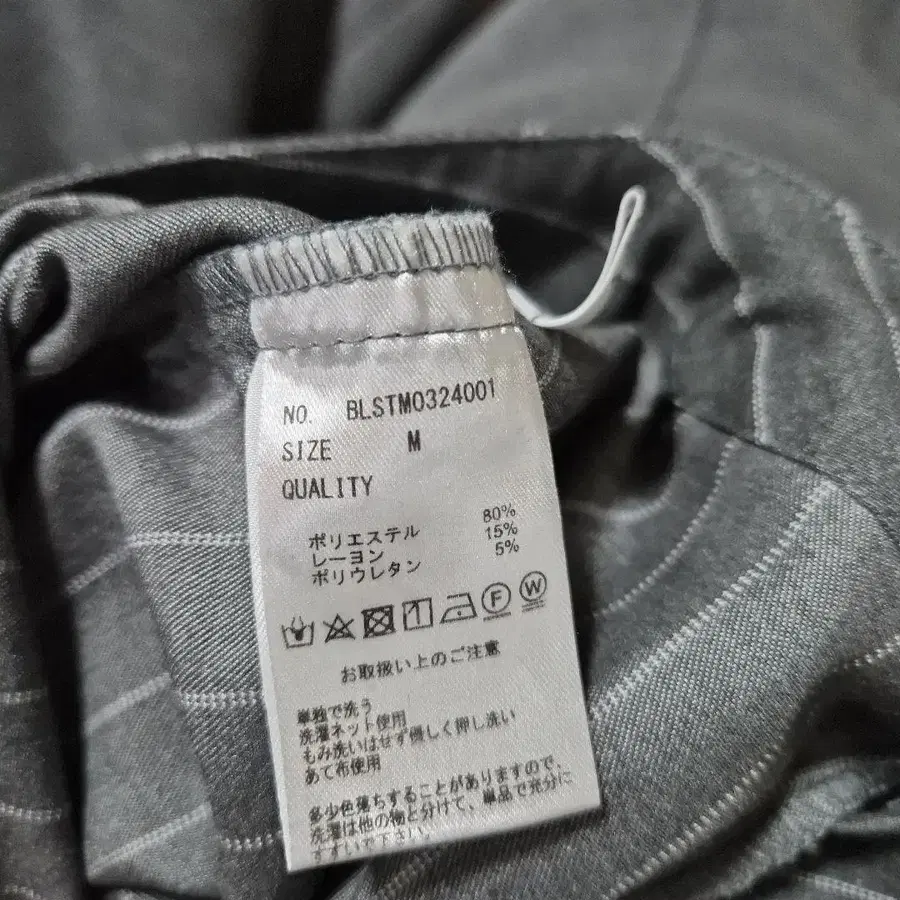 NO. BLSTM0324001
SIZE M
QUALITY
ポリエステル 80%
レーヨン 15%
ポリウレタン 5%
F W
お取扱い上のご注意
単独で洗う
洗濯ネット使用
もみ洗いはせず優しく押し洗い
あて布使用
多少色落ちすることがありますので、
洗濯は他の物と分けて、単品で充分に
すすいで下さい。